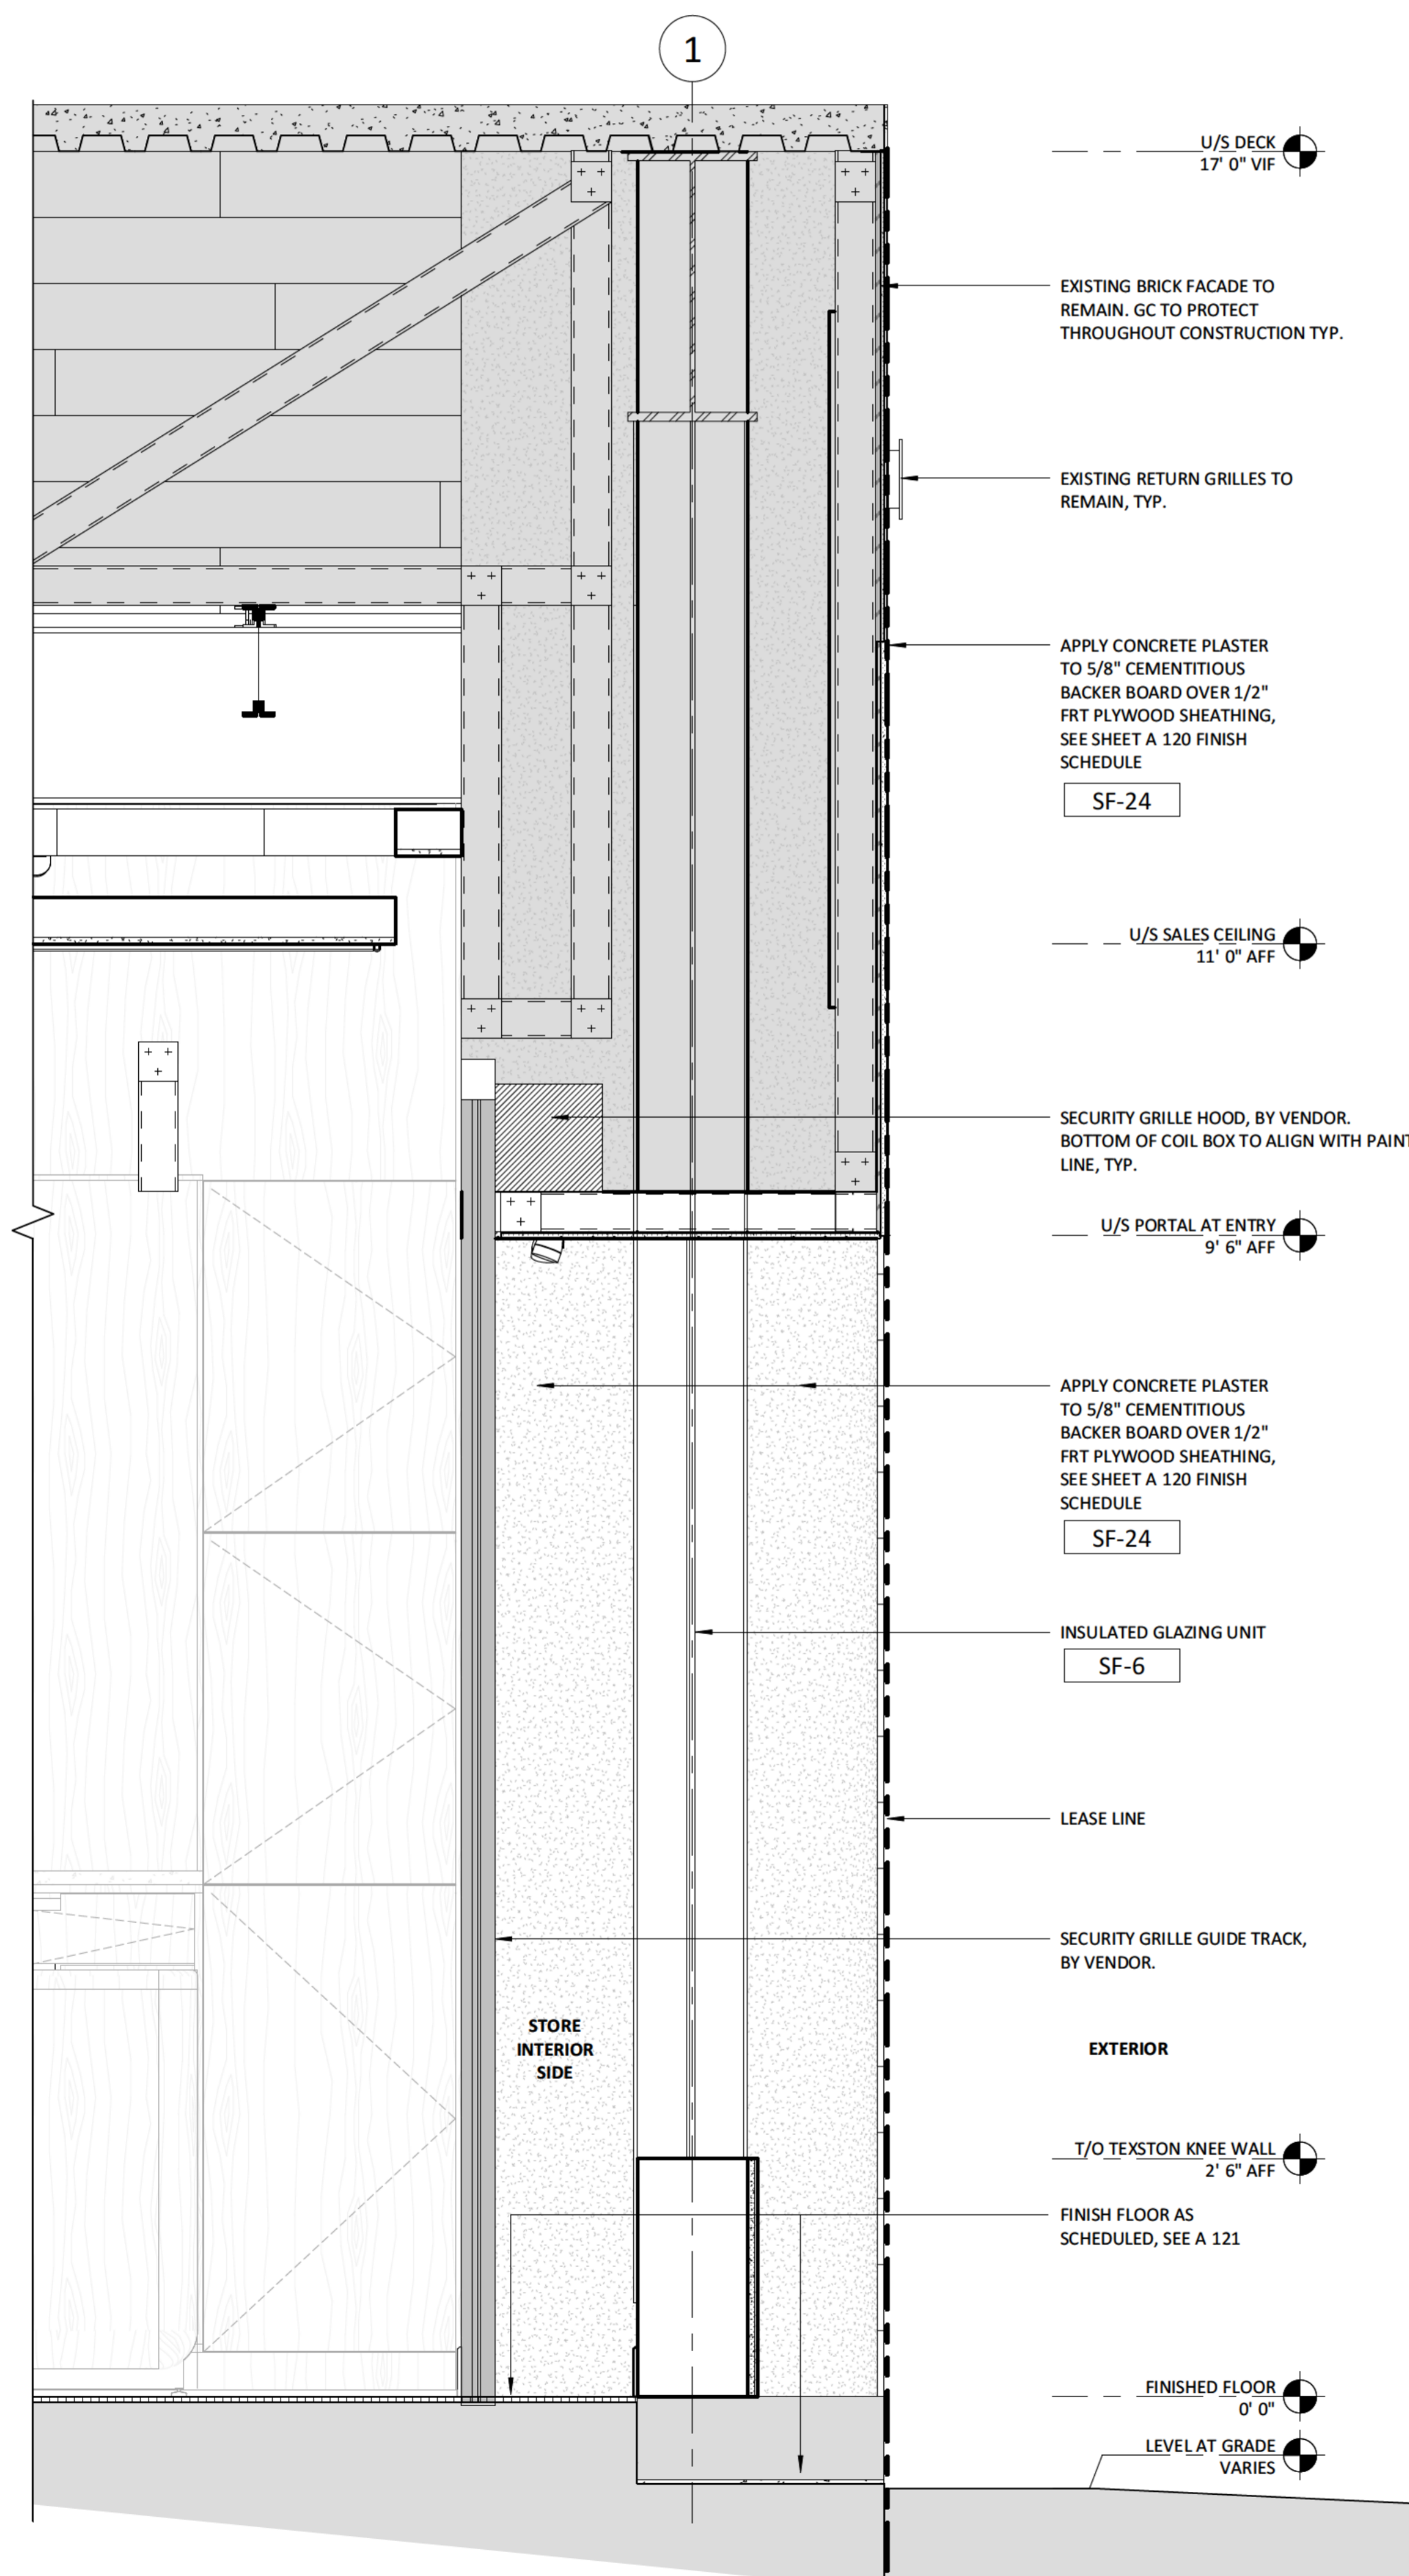 1
U/S DECK
17' 0" VIF
EXISTING BRICK FACADE TO
REMAIN. GC TO PROTECT
THROUGHOUT CONSTRUCTION TYP.
EXISTING RETURN GRILLES TO
REMAIN, TYP.
APPLY CONCRETE PLASTER
TO 5/8" CEMENTITIOUS
BACKER BOARD OVER 1/2"
FRT PLYWOOD SHEATHING,
SEE SHEET A 120 FINISH
SCHEDULE
SF-24
U/S SALES CEILING
11' 0" AFF
SECURITY GRILLE HOOD, BY VENDOR.
BOTTOM OF COIL BOX TO ALIGN WITH PAINT
LINE, TYP.
U/S PORTAL AT ENTRY
9' 6" AFF
APPLY CONCRETE PLASTER
TO 5/8" CEMENTITIOUS
BACKER BOARD OVER 1/2"
FRT PLYWOOD SHEATHING,
SEE SHEET A 120 FINISH
SCHEDULE
SF-24
INSULATED GLAZING UNIT
SF-6
LEASE LINE
SECURITY GRILLE GUIDE TRACK,
BY VENDOR.
STORE
INTERIOR
SIDE
EXTERIOR
T/O TEXSTON KNEE WALL
2' 6" AFF
FINISH FLOOR AS
SCHEDULED, SEE A 121
FINISHED FLOOR
0' 0"
LEVEL AT GRADE
VARIES